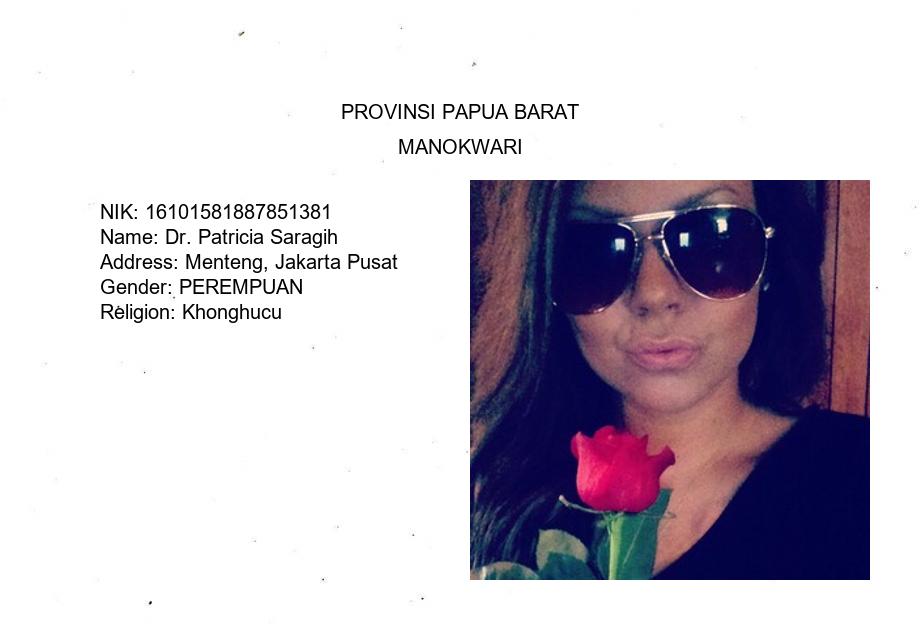 PROVINSI PAPUA BARAT
MANOKWARI
NIK: 16101581887851381
Name: Dr. Patricia Saragih
Address: Menteng, Jakarta Pusat
Gender: PEREMPUAN
Religion: Khonghucu